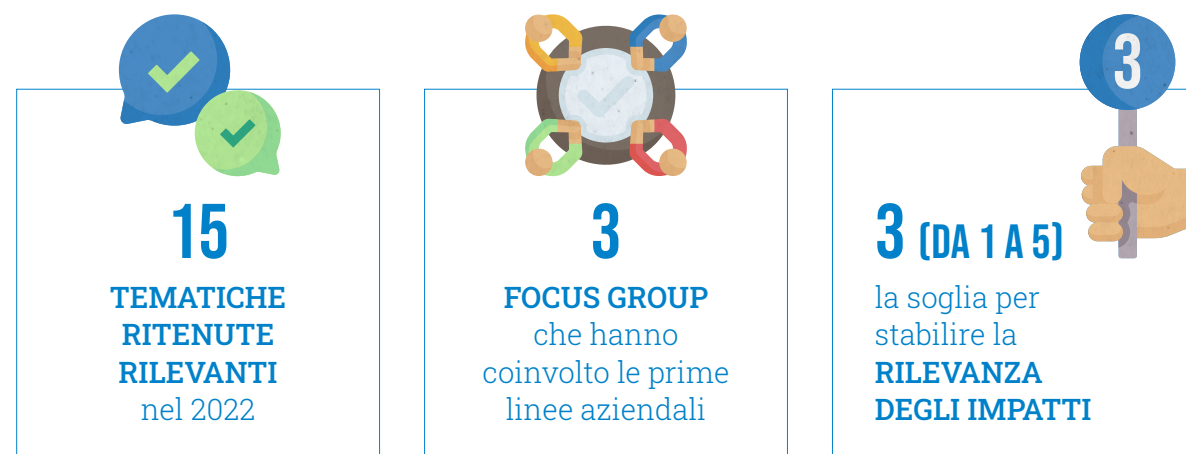 15
TEMATICHE
RITENUTE
RILEVANTI
nel 2022
3
FOCUS GROUP
che hanno
coinvolto le prime
linee aziendali
3
3 (DA 1 A 5)
la soglia per
stabilire la
RILEVANZA
DEGLI IMPATTI